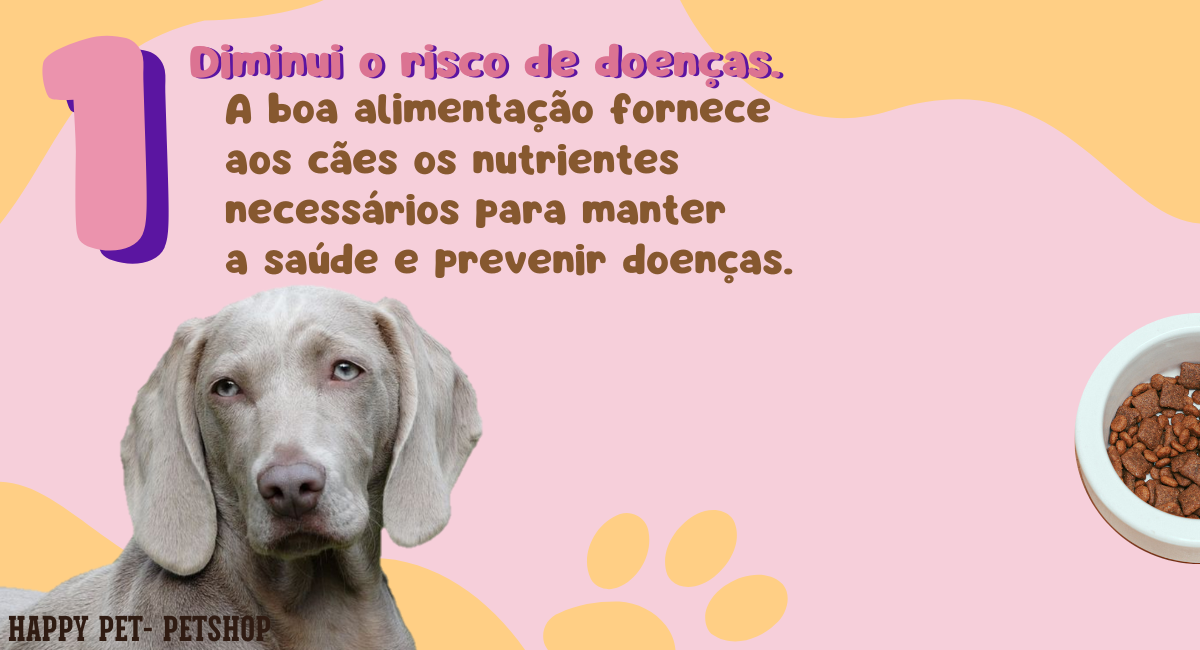 1
Diminui o risco de doenças.
A boa alimentação fornece
aos cães os nutrientes
necessários para manter
a saúde e prevenir doenças.
HAPPY PET- PETSHOP